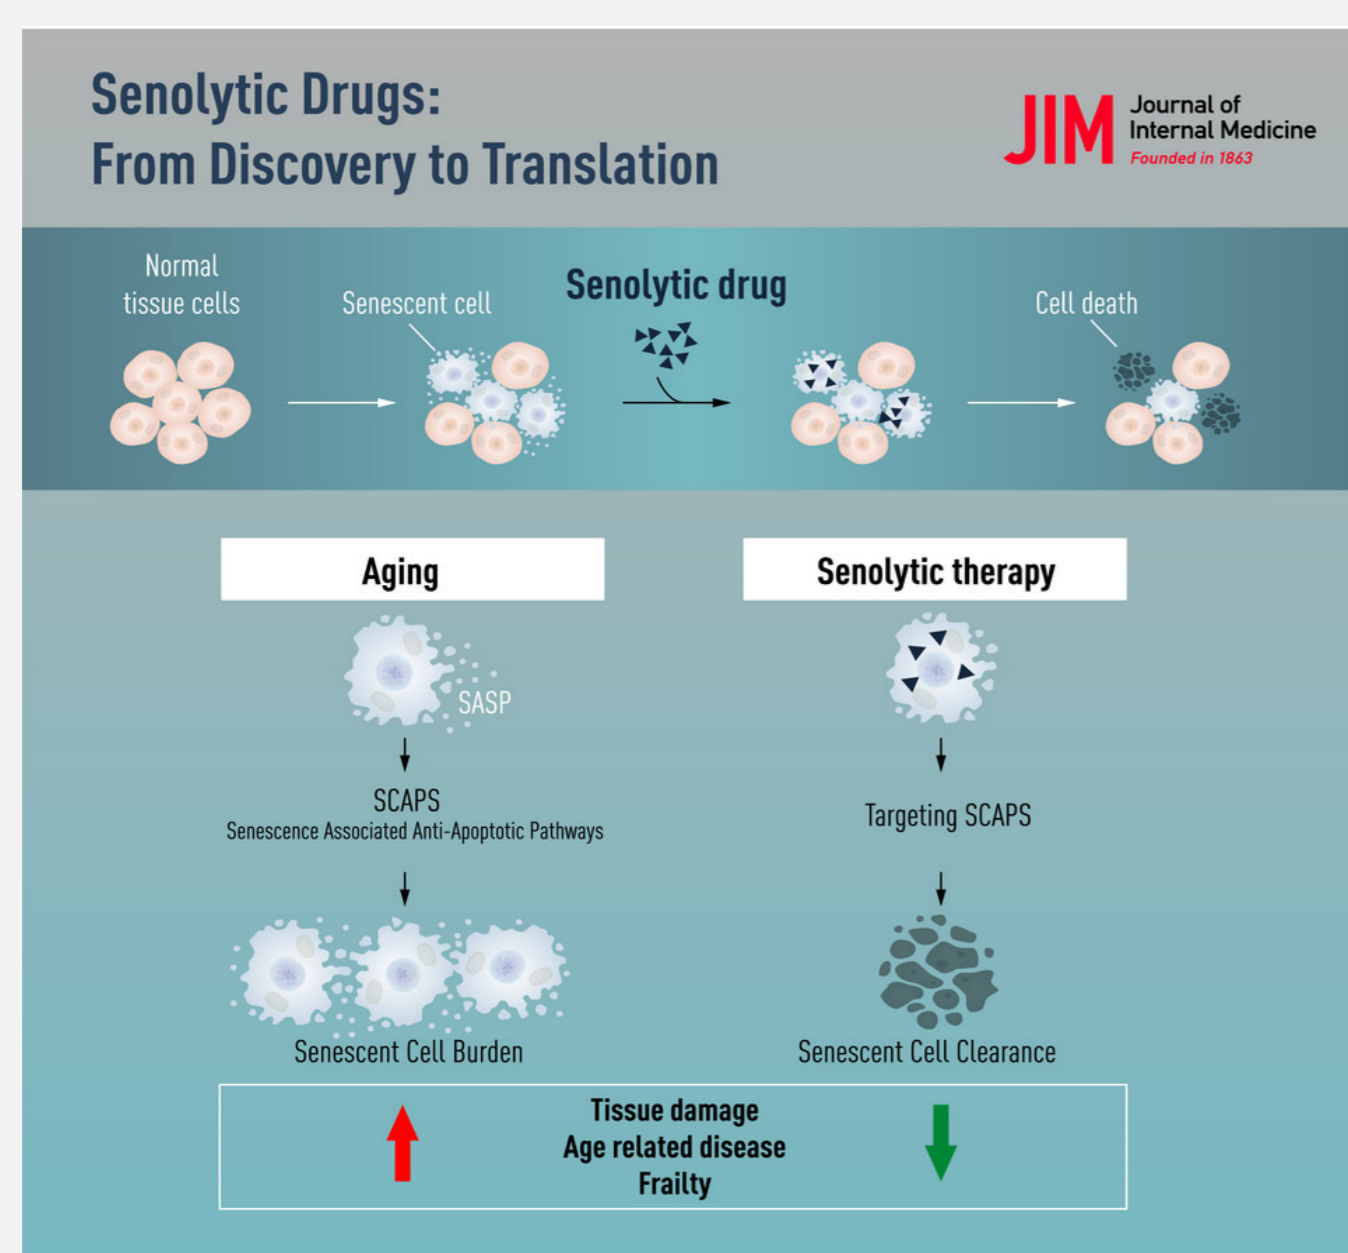 Senolytic Drugs:
From Discovery to Translation
JIM
Journal of
Internal Medicine
Founded in 1863
Normal
tissue cells
Senescent cell
Senolytic drug
Cell death
Aging
SASP
SCAPS
Senescence Associated Anti-Apoptotic Pathways
Senescent Cell Burden
Senolytic therapy
Targeting SCAPS
Senescent Cell Clearance
Tissue damage
Age related disease
Frailty